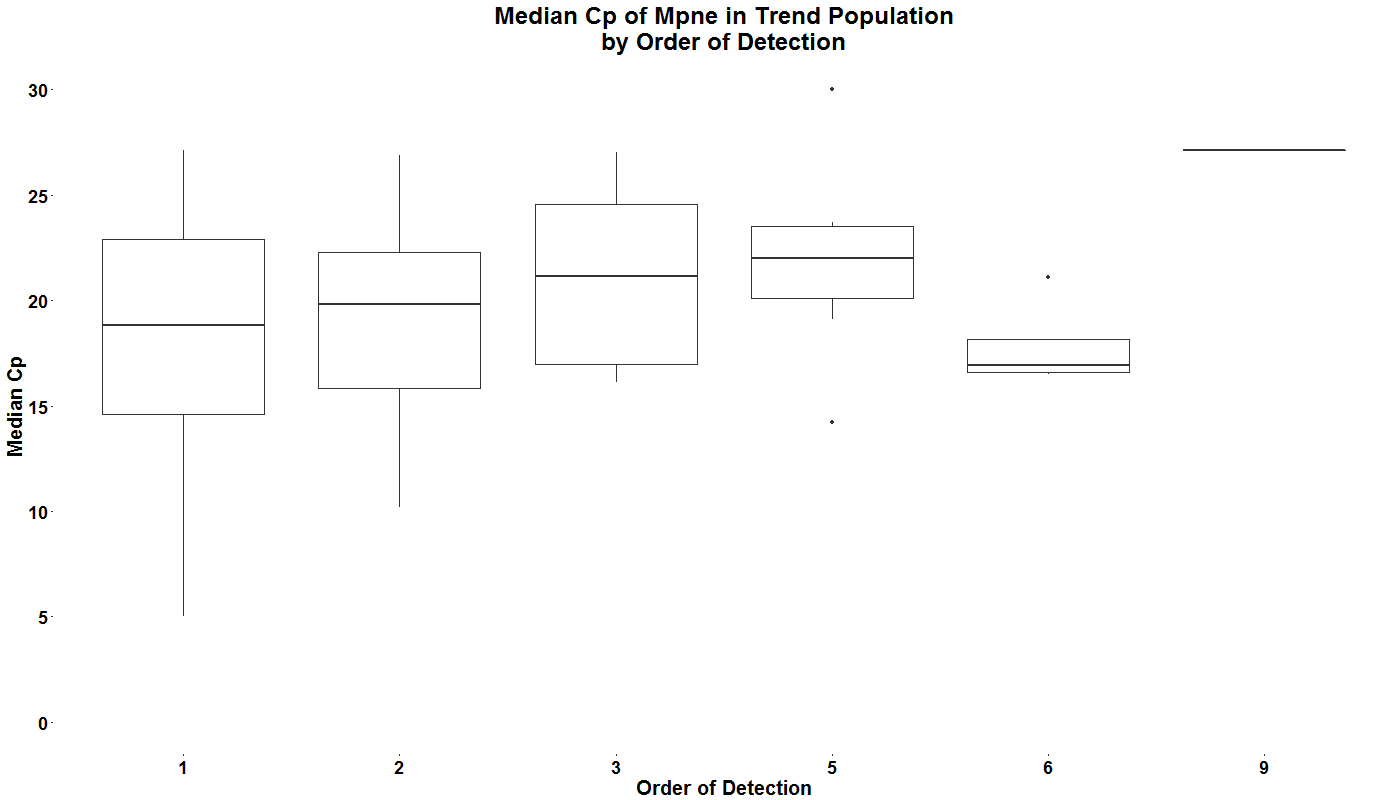 Median Cp of Mpne in Trend Population
by Order of Detection
Median Cp
30
25
20
15
10
5
0
1 2 3 5 6 9
Order of Detection